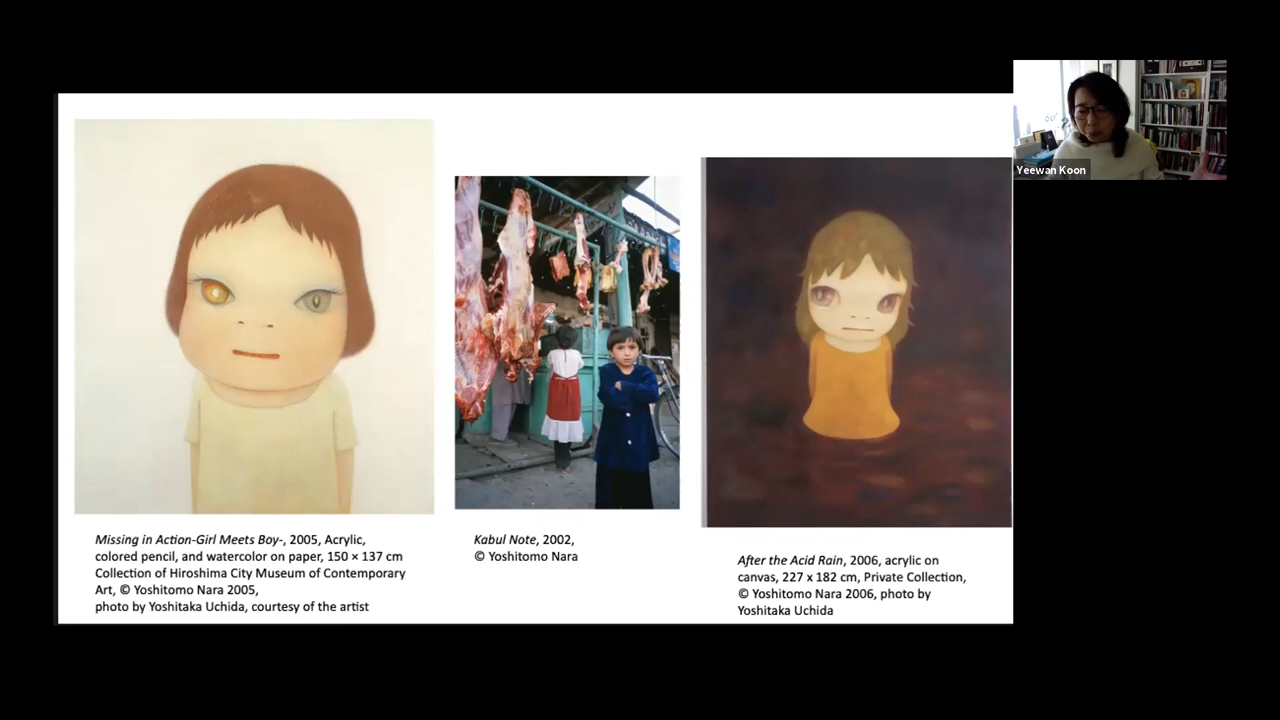 Yeewan Koon
Missing in Action-Girl Meets Boy-, 2005, Acrylic,
colored pencil, and watercolor on paper, 150 × 137 cm
Collection of Hiroshima City Museum of Contemporary
Art, © Yoshitomo Nara 2005,
photo by Yoshitaka Uchida, courtesy of the artist
Kabul Note, 2002,
© Yoshitomo Nara
After the Acid Rain, 2006, acrylic on
canvas, 227 x 182 cm, Private Collection,
© Yoshitomo Nara 2006, photo by
Yoshitaka Uchida